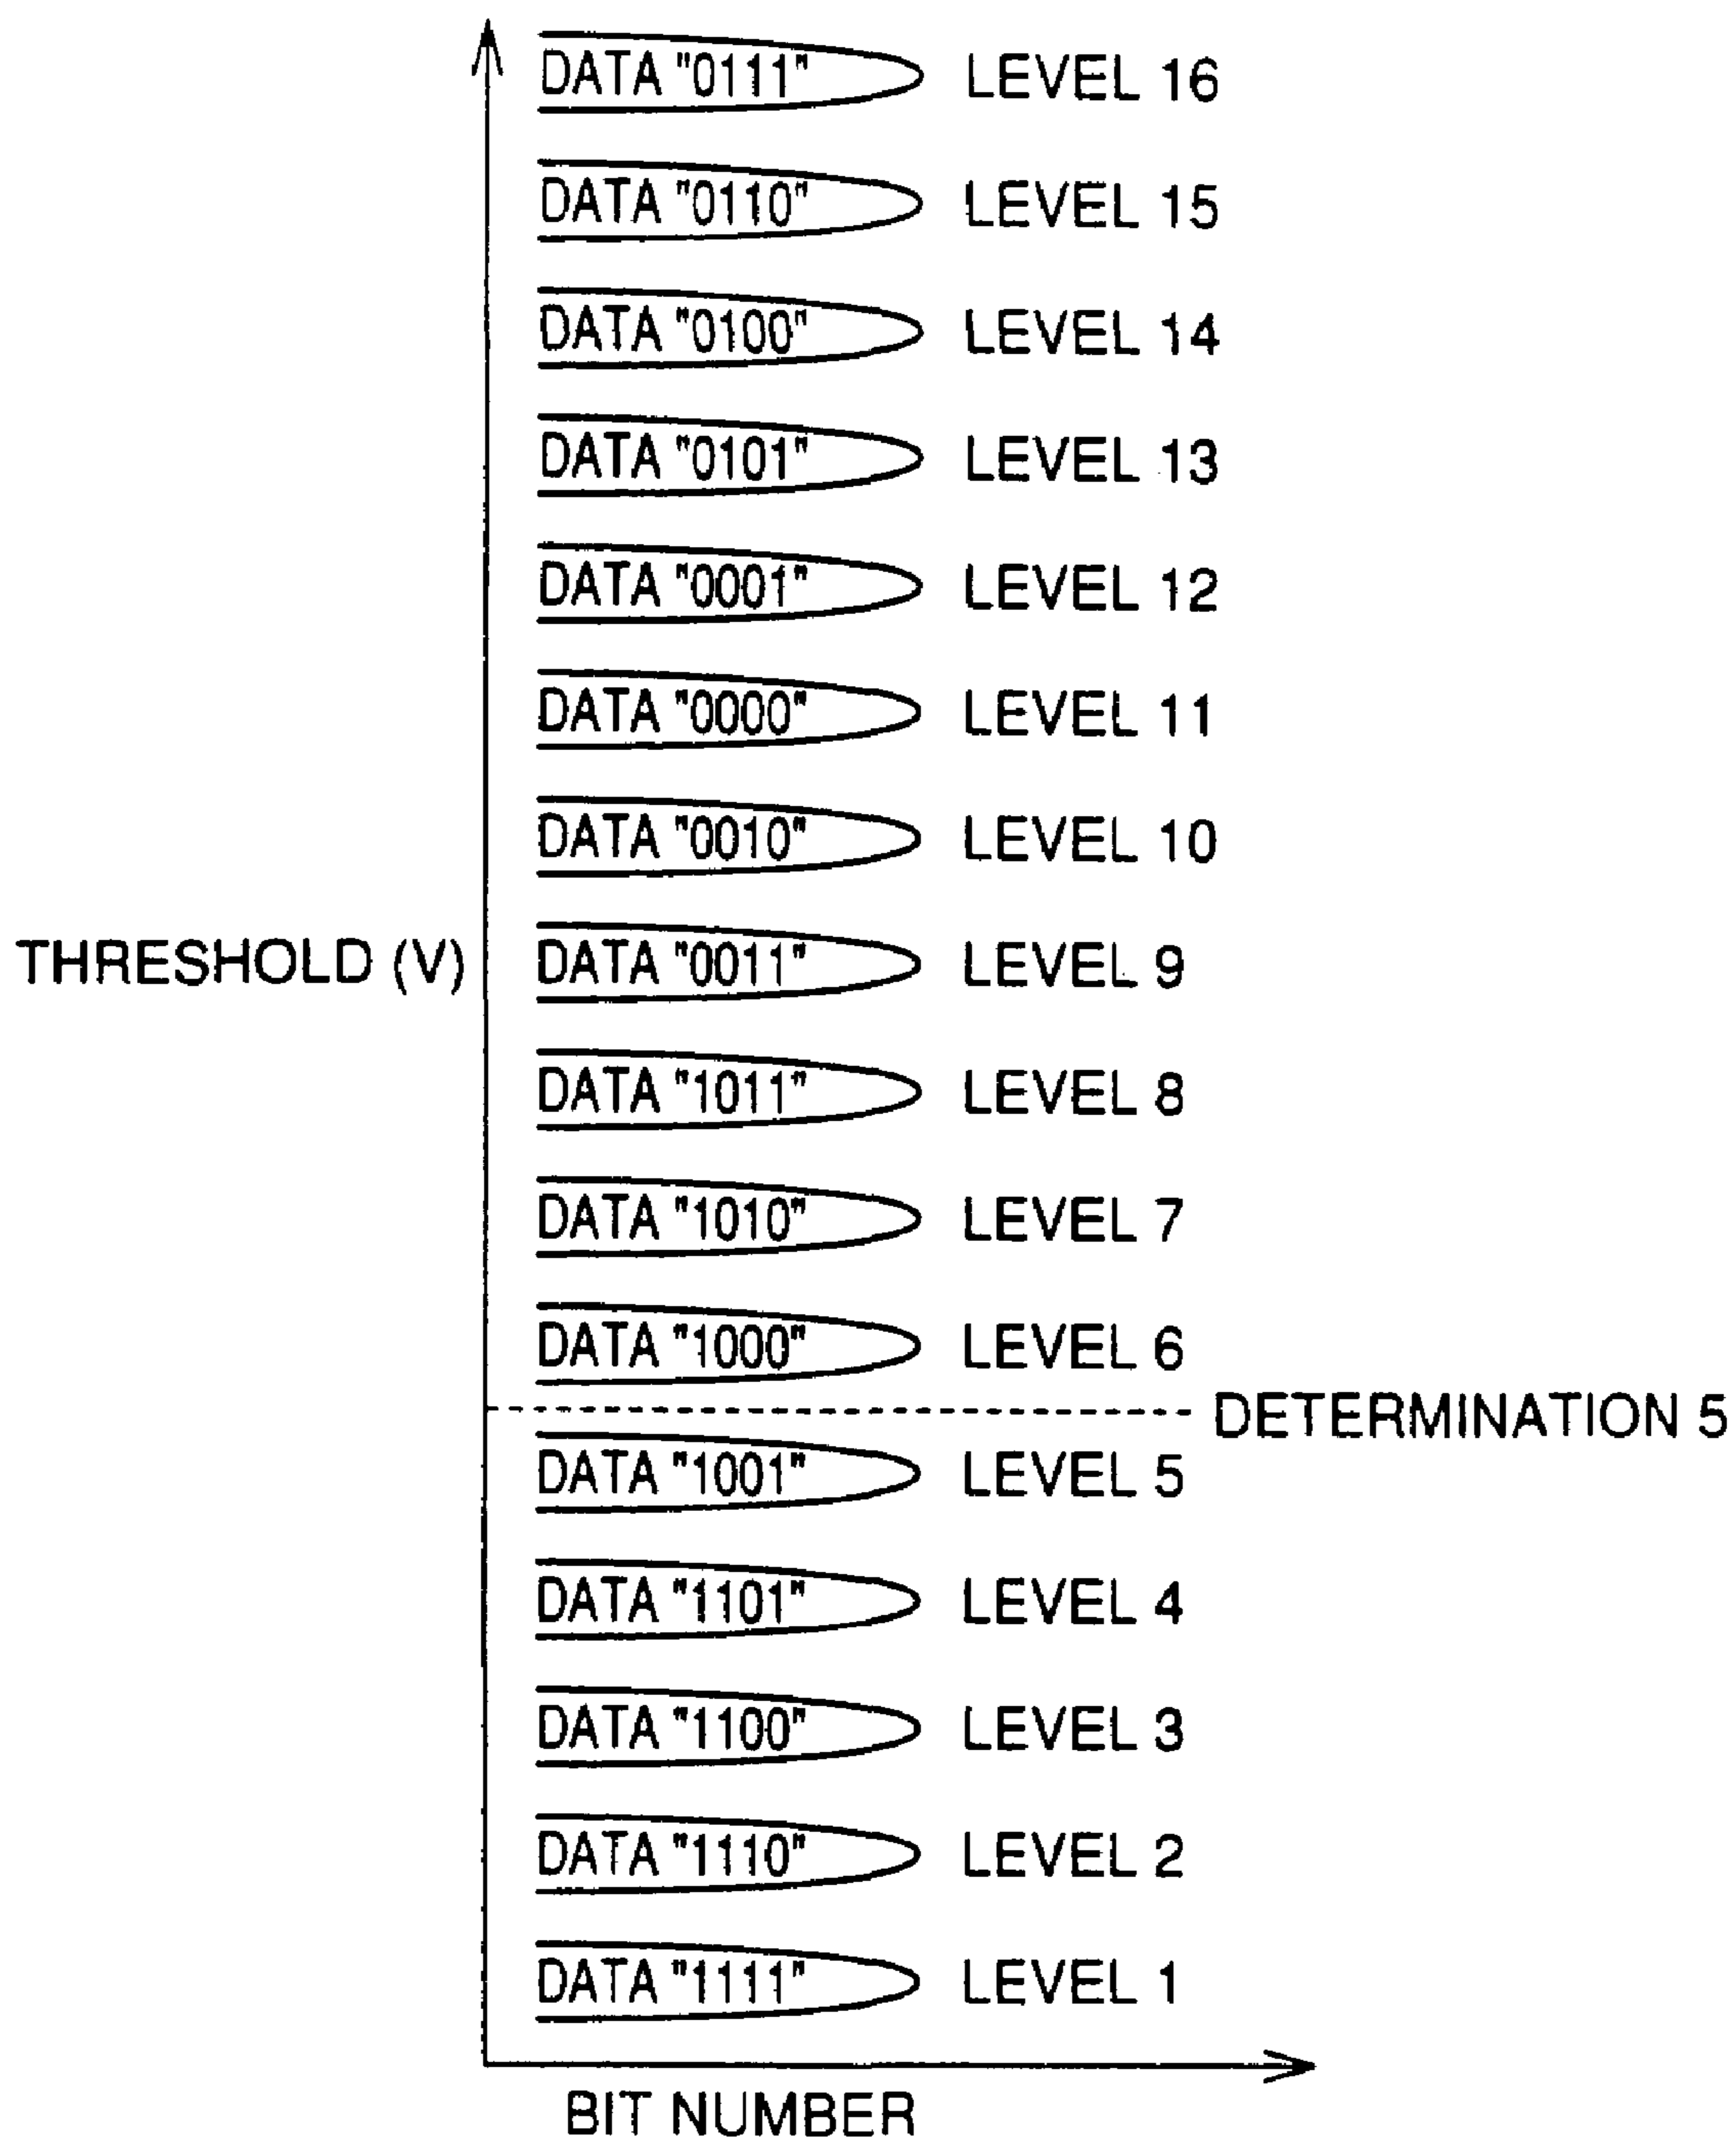 DATA "0111" LEVEL 16
DATA "0110" LEVEL 15
DATA "0100" LEVEL 14
DATA "0101" LEVEL 13
DATA "0001" LEVEL 12
DATA "0000" LEVEL 11
DATA "0010" LEVEL 10
THRESHOLD (V) DATA "0011" LEVEL 9
DATA "1011" LEVEL 8
DATA "1010" LEVEL 7
DATA "1000" LEVEL 6
DETERMINATION 5
DATA "1001" LEVEL 5
DATA "1101" LEVEL 4
DATA "1100" LEVEL 3
DATA "1110" LEVEL 2
DATA "1111" LEVEL 1
BIT NUMBER